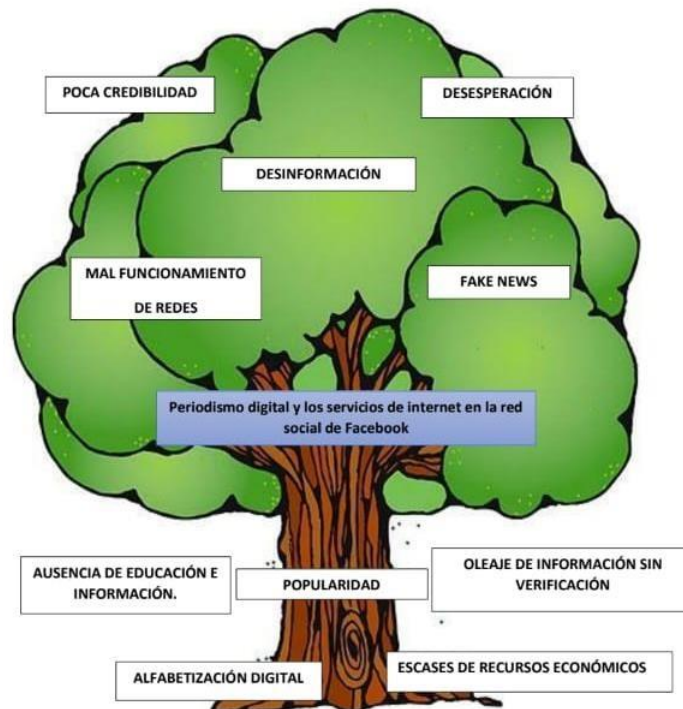 POCA CREDIBILIDAD
DESESPERACIÓN
DESINFORMACIÓN
MAL FUNCIONAMIENTO
DE REDES
FAKE NEWS
Periodismo digital y los servicios de internet en la red
social de Facebook
AUSENCIA DE EDUCACIÓN E
INFORMACIÓN.
POPULARIDAD
OLEAJE DE INFORMACIÓN SIN
VERIFICACIÓN
ALFABETIZACIÓN DIGITAL
ESCASES DE RECURSOS ECONÓMICOS